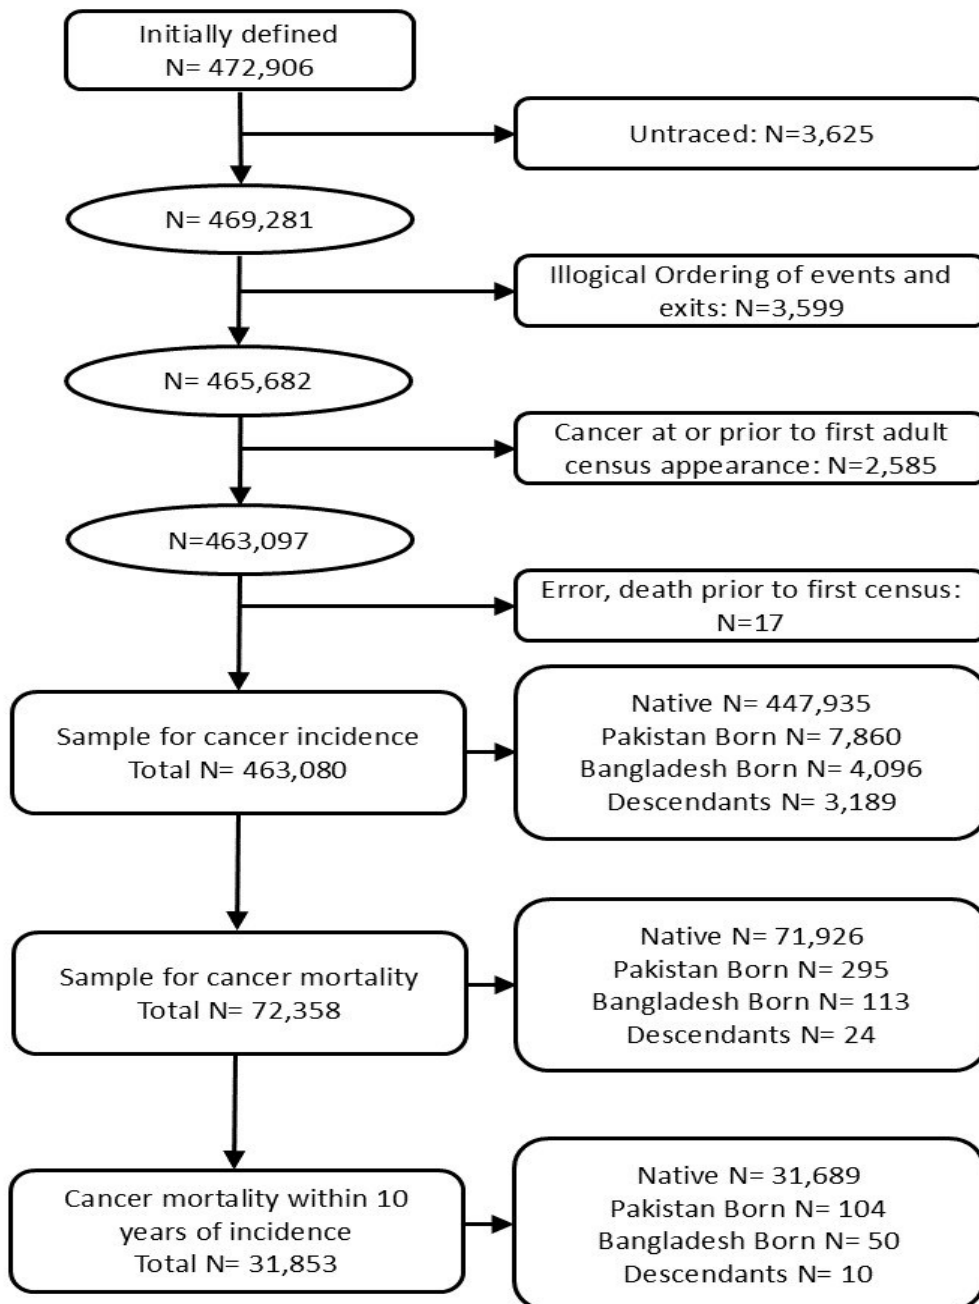 Initially defined
N= 472,906
Untraced: N=3,625
N= 469,281
Illogical Ordering of events and
exits: N=3,599
N= 465,682
Cancer at or prior to first adult
census appearance: N=2,585
N=463,097
Error, death prior to first census:
N=17
Sample for cancer incidence
Total N= 463,080
Native N= 447,935
Pakistan Born N= 7,860
Bangladesh Born N= 4,096
Descendants N= 3,189
Sample for cancer mortality
Total N= 72,358
Native N= 71,926
Pakistan Born N= 295
Bangladesh Born N= 113
Descendants N= 24
Cancer mortality within 10
years of incidence
Total N= 31,853
Native N= 31,689
Pakistan Born N= 104
Bangladesh Born N= 50
Descendants N= 10